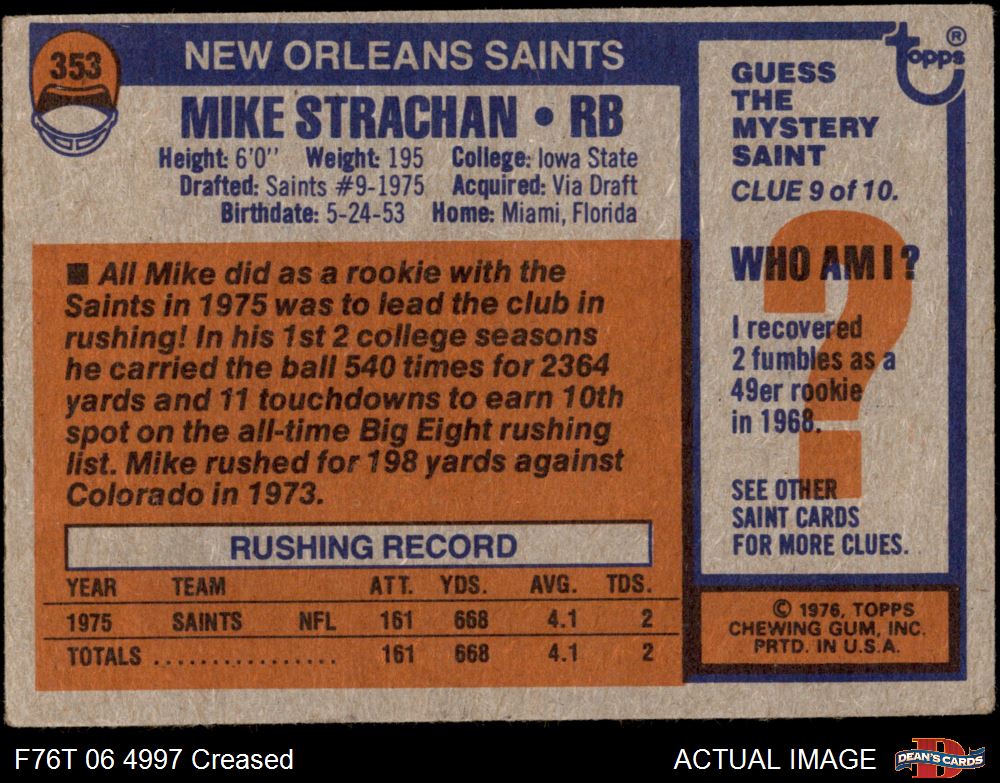 353
NEW ORLEANS SAINTS
MIKE STRACHAN • RB
Height: 6'0'' Weight: 195 College: Iowa State
Drafted: Saints #9-1975 Acquired: Via Draft
Birthdate: 5-24-53 Home: Miami, Florida
■ All Mike did as a rookie with the
Saints in 1975 was to lead the club in
rushing! In his 1st 2 college seasons
he carried the ball 540 times for 2364
yards and 11 touchdowns to earn 10th
spot on the all-time Big Eight rushing
list. Mike rushed for 198 yards against
Colorado in 1973.
RUSHING RECORD
YEAR TEAM ATT. YDS. AVG. TDS.
1975 SAINTS NFL 161 668 4.1 2
TOTALS ................. 161 668 4.1 2
topps ®
GUESS
THE
MYSTERY
SAINT
CLUE 9 of 10.
?
WHO AM I?
I recovered
2 fumbles as a
49er rookie
in 1968.
SEE OTHER
SAINT CARDS
FOR MORE CLUES.
© 1976, TOPPS
CHEWING GUM, INC.
PRTD. IN U.S.A.
F76T 06 4997 Creased
ACTUAL IMAGE
D
DEAN'S CARDS